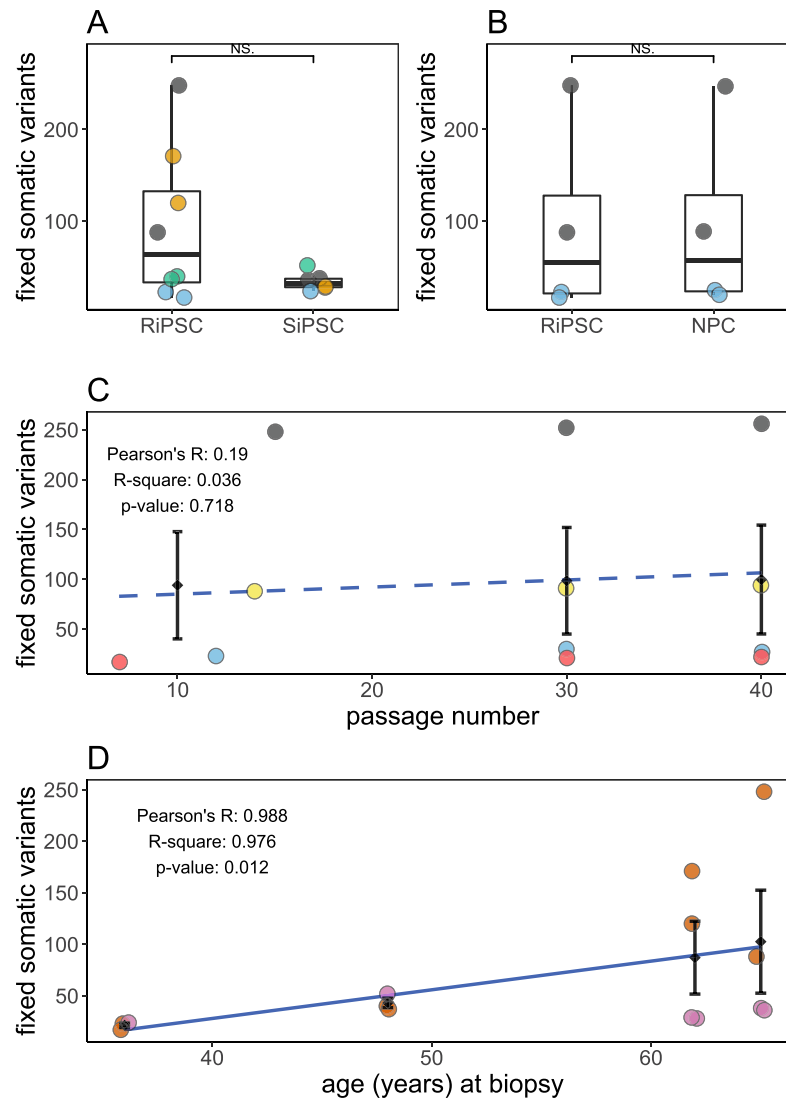 A
NS.
fixed somatic variants
200
100
RiPSC
SiPSC
B
NS.
fixed somatic variants
200
100
RiPSC
NPC
C
fixed somatic variants
250
200
150
100
50
Pearson's R: 0.19
R-square: 0.036
p-value: 0.718
10
20
30
40
passage number
D
fixed somatic variants
250
200
150
100
50
Pearson's R: 0.988
R-square: 0.976
p-value: 0.012
40
50
60
age (years) at biopsy